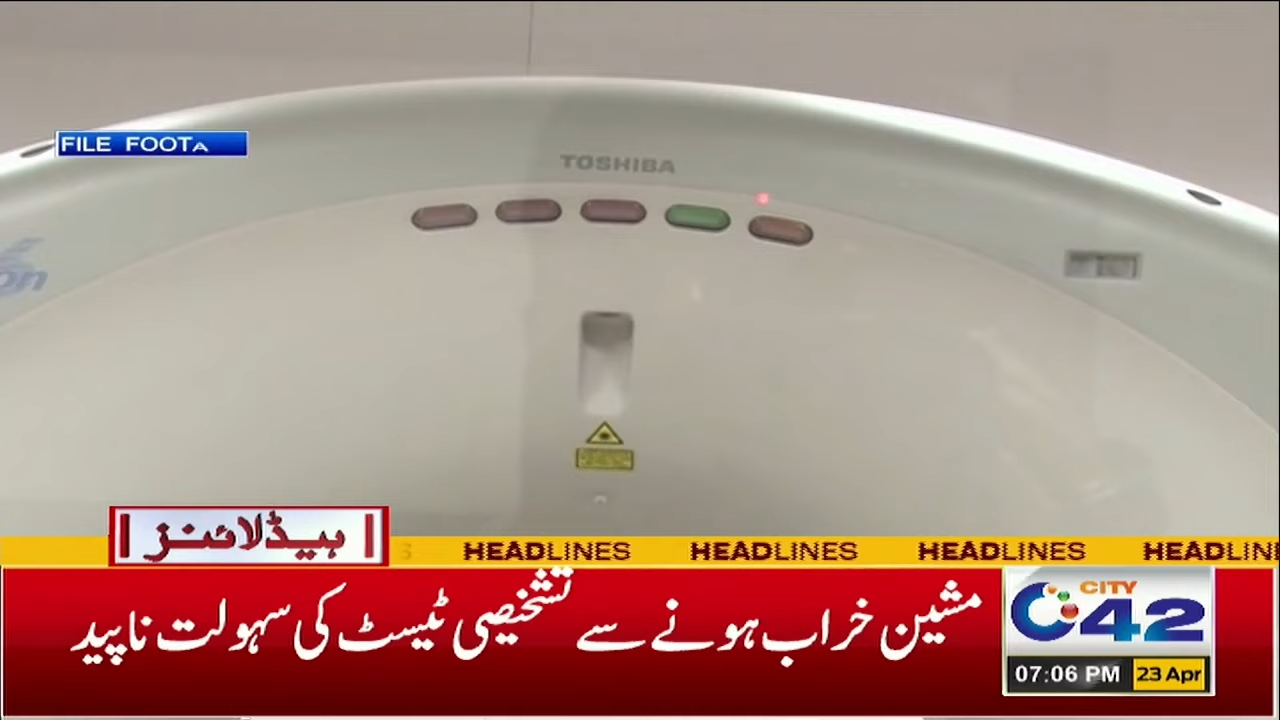 FILE FOOTA
TOSHIBA
on
ہیڈلائنز
HEADLINES HEADLINES HEADLINES HEADLIN
مشین خراب ہونے سے تشخیصی ٹیسٹ کی سہولت ناپید
CITY
42
07:06 PM 23 Apr